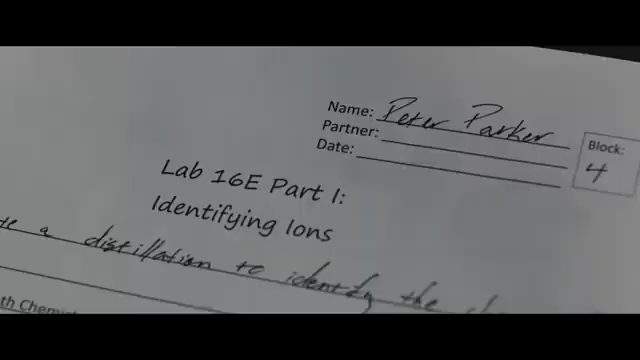 Name: Peter Parker
Partner:
Date:
Block:
4
Lab 16E Part I:
Identifying Ions
a distillation to identify the